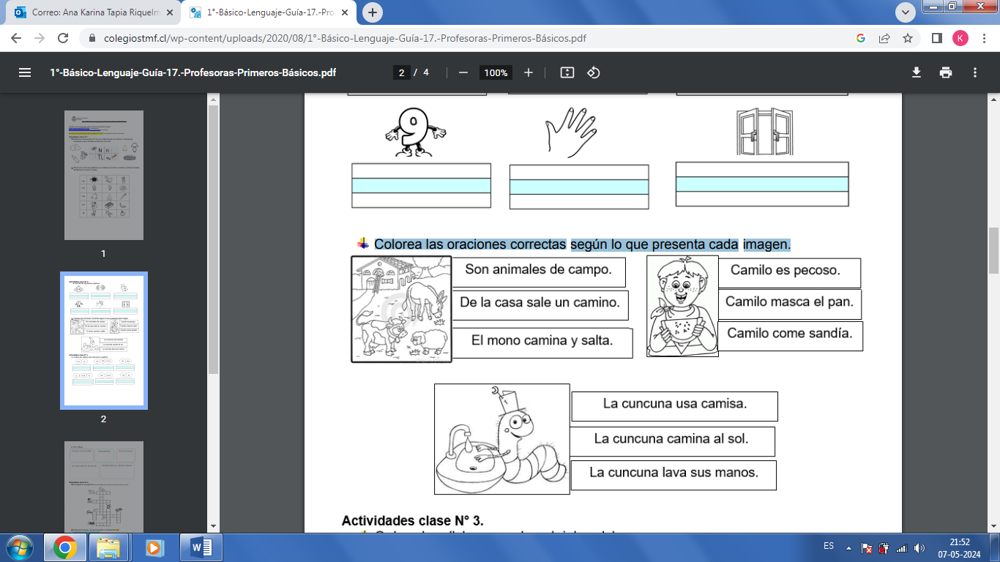 Correo: Ana Karina Tapia Riquelm
1°-Básico-Lenguaje-Guía-17.-Pro
colegiostmf.cl/wp-content/uploads/2020/08/1°-Básico-Lenguaje-Guía-17.-Profesoras-Primeros-Básicos.pdf
K
1°-Básico-Lenguaje-Guía-17.-Profesoras-Primeros-Básicos.pdf
2 / 4
100%
1
2
9
Colorea las oraciones correctas según lo que presenta cada imagen.
Son animales de campo.
De la casa sale un camino.
El mono camina y salta.
Camilo es pecoso.
Camilo masca el pan.
Camilo come sandía.
La cuncuna usa camisa.
La cuncuna camina al sol.
La cuncuna lava sus manos.
Actividades clase N° 3.
ES
21:52
07-05-2024